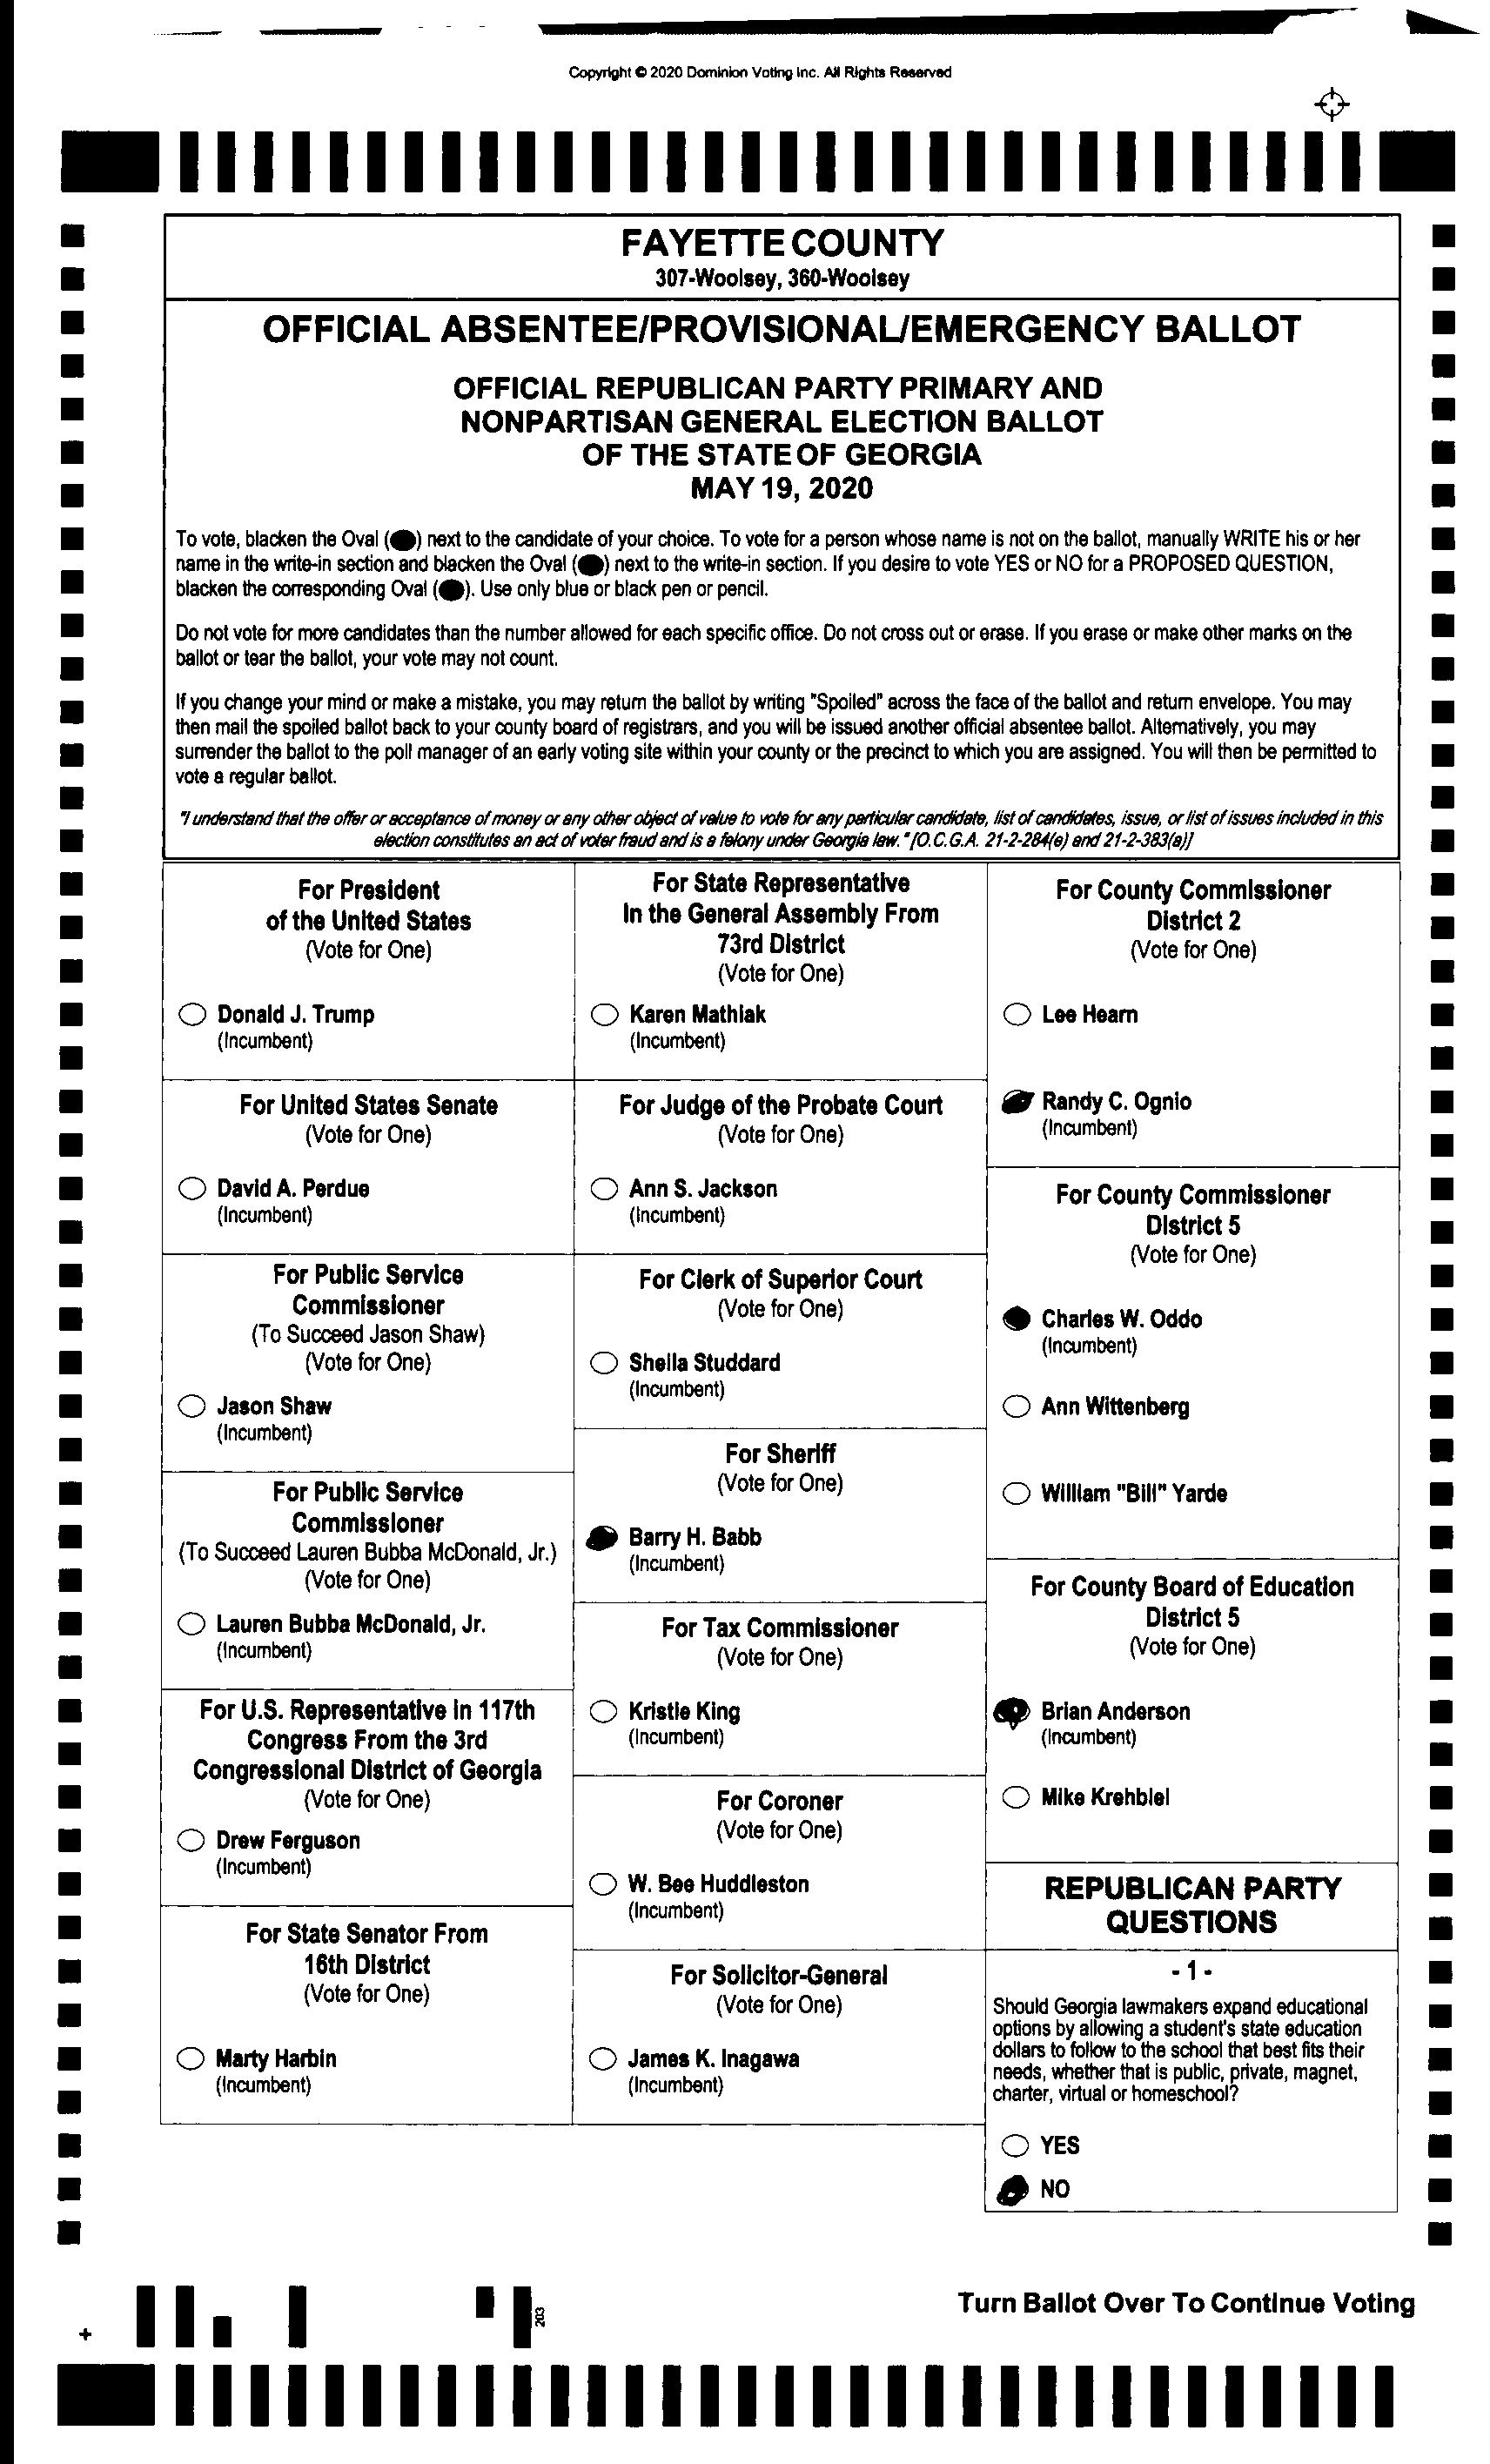 Copyright © 2020 Dominion Voting Inc. All Rights Reserved
FAYETTE COUNTY
307-Woolsey, 360-Woolsey
OFFICIAL ABSENTEE/PROVISIONAL/EMERGENCY BALLOT
OFFICIAL REPUBLICAN PARTY PRIMARY AND
NONPARTISAN GENERAL ELECTION BALLOT
OF THE STATE OF GEORGIA
MAY 19, 2020
To vote, blacken the Oval ( ) next to the candidate of your choice. To vote for a person whose name is not on the ballot, manually WRITE his or her
name in the write-in section and blacken the Oval ( ) next to the write-in section. If you desire to vote YES or NO for a PROPOSED QUESTION,
blacken the corresponding Oval ( ). Use only blue or black pen or pencil.
Do not vote for more candidates than the number allowed for each specific office. Do not cross out or erase. If you erase or make other marks on the
ballot or tear the ballot, your vote may not count.
If you change your mind or make a mistake, you may return the ballot by writing "Spoiled" across the face of the ballot and return envelope. You may
then mail the spoiled ballot back to your county board of registrars, and you will be issued another official absentee ballot. Alternatively, you may
surrender the ballot to the poll manager of an early voting site within your county or the precinct to which you are assigned. You will then be permitted to
vote a regular ballot.
"I understand that the offer or acceptance of money or any other object of value to vote for any particular candidate, list of candidates, issue, or list of issues included in this
election constitutes an act of voter fraud and is a felony under Georgia law." [O.C.G.A. 21-2-284(e) and 21-2-383(a)]
For President
of the United States
(Vote for One)
Donald J. Trump
(Incumbent)
For United States Senate
(Vote for One)
David A. Perdue
(Incumbent)
For Public Service
Commissioner
(To Succeed Jason Shaw)
(Vote for One)
Jason Shaw
(Incumbent)
For Public Service
Commissioner
(To Succeed Lauren Bubba McDonald, Jr.)
(Vote for One)
Lauren Bubba McDonald, Jr.
(Incumbent)
For U.S. Representative in 117th
Congress From the 3rd
Congressional District of Georgia
(Vote for One)
Drew Ferguson
(Incumbent)
For State Senator From
16th District
(Vote for One)
Marty Harbin
(Incumbent)
For State Representative
In the General Assembly From
73rd District
(Vote for One)
Karen Mathiak
(Incumbent)
For Judge of the Probate Court
(Vote for One)
Ann S. Jackson
(Incumbent)
For Clerk of Superior Court
(Vote for One)
Sheila Studdard
(Incumbent)
For Sheriff
(Vote for One)
Barry H. Babb
(Incumbent)
For Tax Commissioner
(Vote for One)
Kristie King
(Incumbent)
For Coroner
(Vote for One)
W. Bee Huddleston
(Incumbent)
For Solicitor-General
(Vote for One)
James K. Inagawa
(Incumbent)
For County Commissioner
District 2
(Vote for One)
Lee Hearn
Randy C. Ognio
(Incumbent)
For County Commissioner
District 5
(Vote for One)
Charles W. Oddo
(Incumbent)
Ann Wittenberg
William "Bill" Yarde
For County Board of Education
District 5
(Vote for One)
Brian Anderson
(Incumbent)
Mike Krehbiel
REPUBLICAN PARTY
QUESTIONS
- 1 -
Should Georgia lawmakers expand educational
options by allowing a student's state education
dollars to follow to the school that best fits their
needs, whether that is public, private, magnet,
charter, virtual or homeschool?
YES
NO
203
Turn Ballot Over To Continue Voting